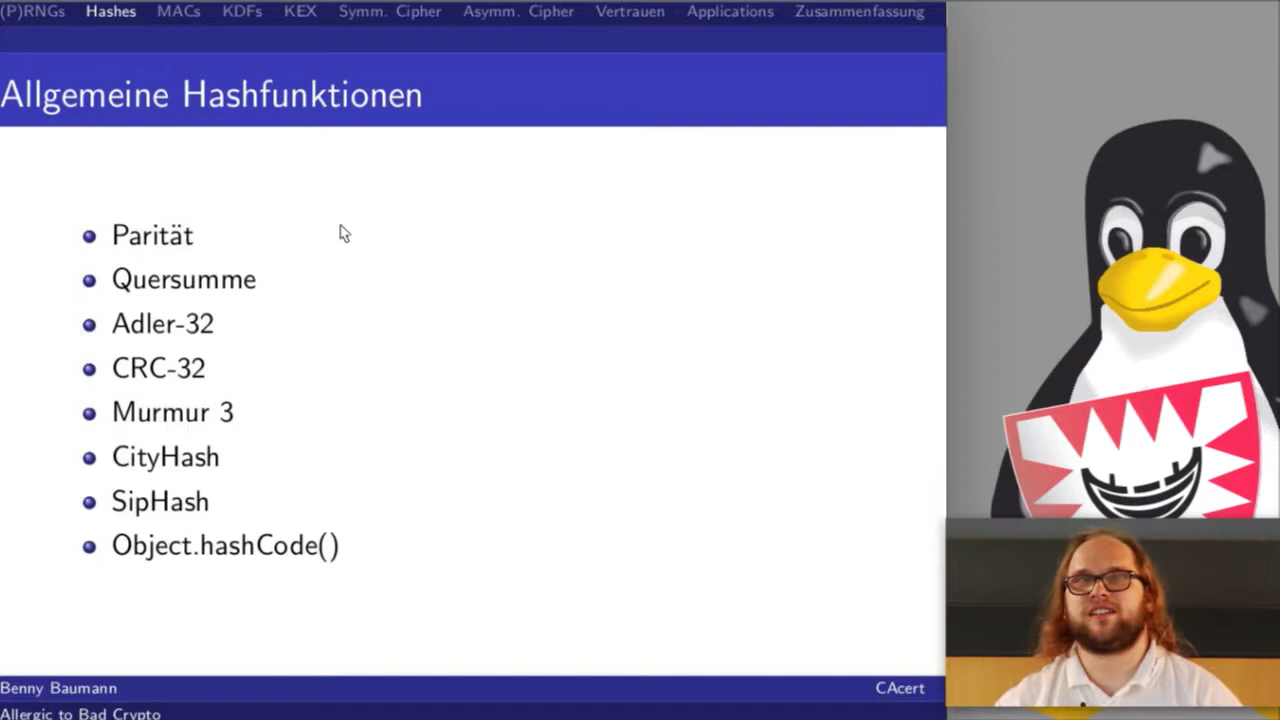 (P)RNGs Hashes MACs KDFs KEX Symm. Cipher Asymm. Cipher Vertrauen Applications Zusammenfassung
Allgemeine Hashfunktionen
Parität
Quersumme
Adler-32
CRC-32
Murmur 3
CityHash
SipHash
Object.hashCode()
Benny Baumann CAcert
Allergic to Bad Crypto